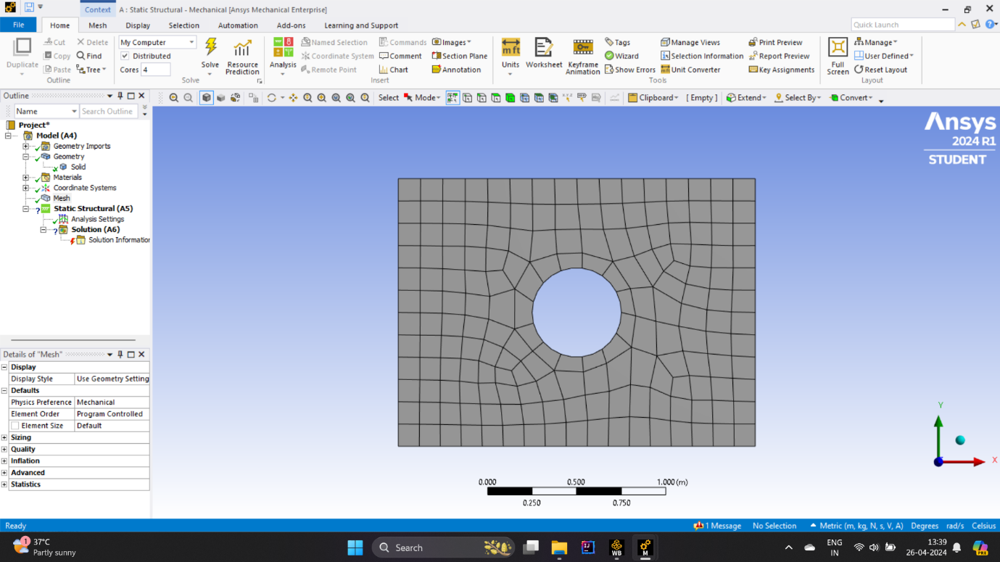 Context A : Static Structural - Mechanical [Ansys Mechanical Enterprise]
File Home Mesh Display Selection Automation Add-ons Learning and Support Quick Launch
Duplicate
Cut Delete
Copy Find
Paste Tree
Outline
My Computer
Distributed
Cores 4
Solve
Resource Prediction
Solve
Analysis
Named Selection Commands Images
Coordinate System Comment Section Plane
Remote Point Chart Annotation
Insert
Units
Worksheet
Keyframe Animation
Tags Manage Views Print Preview
Wizard Selection Information Report Preview
Show Errors Unit Converter Key Assignments
Tools
Full Screen
Manage
User Defined
Reset Layout
Layout
Outline
Select Mode Clipboard [ Empty ] Extend Select By Convert
Name Search Outline
Project*
Model (A4)
Geometry Imports
Geometry
Solid
Materials
Coordinate Systems
Mesh
Static Structural (A5)
Analysis Settings
Solution (A6)
Solution Information
Ansys
2024 R1
STUDENT
Details of "Mesh"
Display
Display Style Use Geometry Setting
Defaults
Physics Preference Mechanical
Element Order Program Controlled
Element Size Default
Sizing
Quality
Inflation
Advanced
Statistics
0.000 0.500 1.000 (m)
0.250 0.750
Y
X
Ready 1 Message No Selection Metric (m, kg, N, s, V, A) Degrees rad/s Celsius
1
37°C
Partly sunny
Search
WB
M
ENG
IN
13:39
26-04-2024
PRE